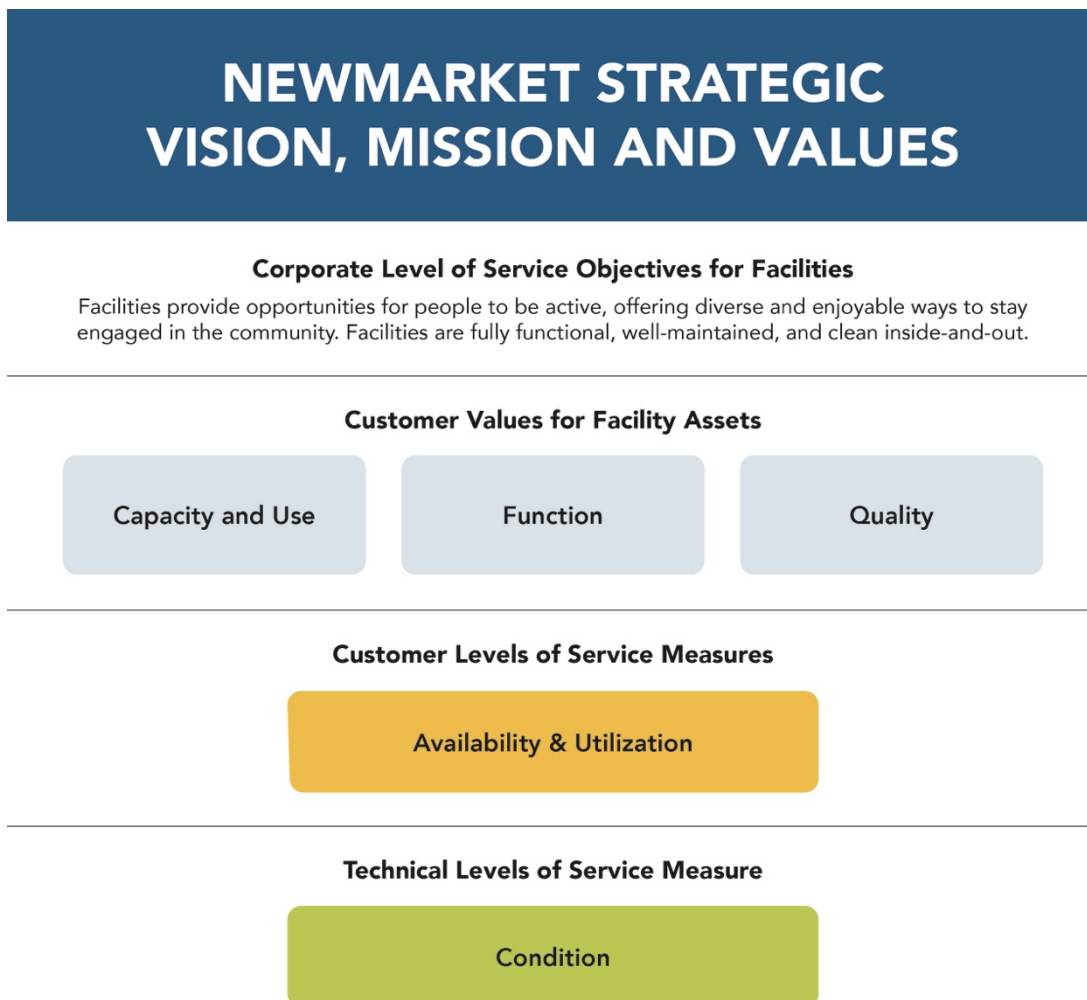 NEWMARKET STRATEGIC
VISION, MISSION AND VALUES
Corporate Level of Service Objectives for Facilities
Facilities provide opportunities for people to be active, offering diverse and enjoyable ways to stay
engaged in the community. Facilities are fully functional, well-maintained, and clean inside-and-out.
Customer Values for Facility Assets
Capacity and Use
Function
Quality
Customer Levels of Service Measures
Availability & Utilization
Technical Levels of Service Measure
Condition